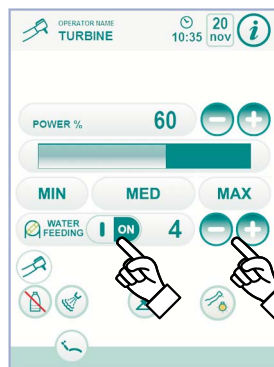 OPERATOR NAME
TURBINE
10:35
20
nov
i
POWER %
60
MIN
MED
MAX
WATER
FEEDING
ON
4